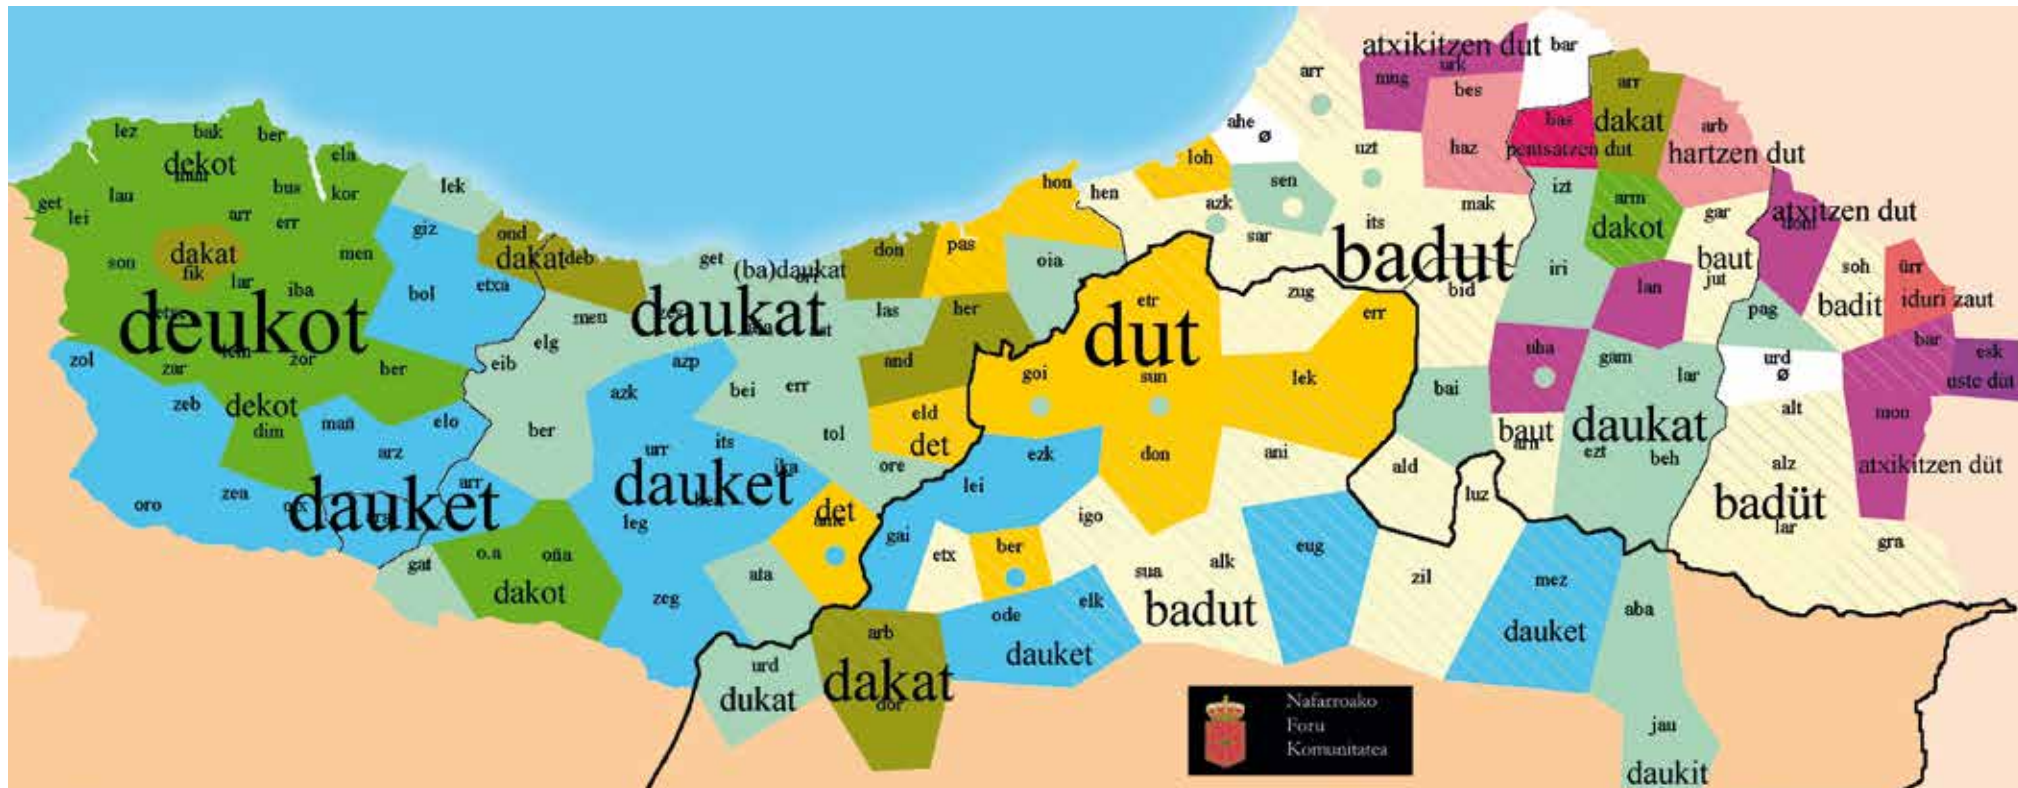 atxikitzen dut
bar
urk
arr
mug
bes
arr
lez
bak
ber
ahe
ø
bas
dakat
arb
dekot
ela
loh
uzt
haz
pentsatzen dut
hartzen dut
lau
bus
kor
lek
hon
hen
sen
izt
arm
get
lei
arr
err
giz
azk
mak
dakot
gar
atxitzen dut
ond
don
pas
sar
its
badut
dakat
men
dakat
deb
get
(ba)daukat
oia
iri
baut
jut
soh
ürr
son
fik
lar
iba
bol
etxa
zug
bid
lan
badit
iduri zaut
deukot
men
daukat
las
her
etr
dut
err
pag
zol
zar
zor
ber
elg
eib
azp
and
goi
sun
lek
uha
gam
lar
urd
ø
bar
esk
uste dut
zeb
dekot
dim
mañ
elo
azk
bei
err
eld
det
bai
baut
daukat
alt
mon
arz
ber
urr
its
tol
ore
ezk
don
ani
ald
ezt
beh
alz
atxikitzen düt
oro
zea
dauket
arr
dauket
ika
leg
det
lei
igo
luz
badüt
lar
gra
gat
o.a
oña
dakot
ata
gai
etx
ber
sua
alk
eug
zil
mez
zeg
arb
ode
elk
dauket
badut
dauket
aba
urd
dukat
dakat
dor
Nafarroako
Foru
Komunitatea
jau
daukit